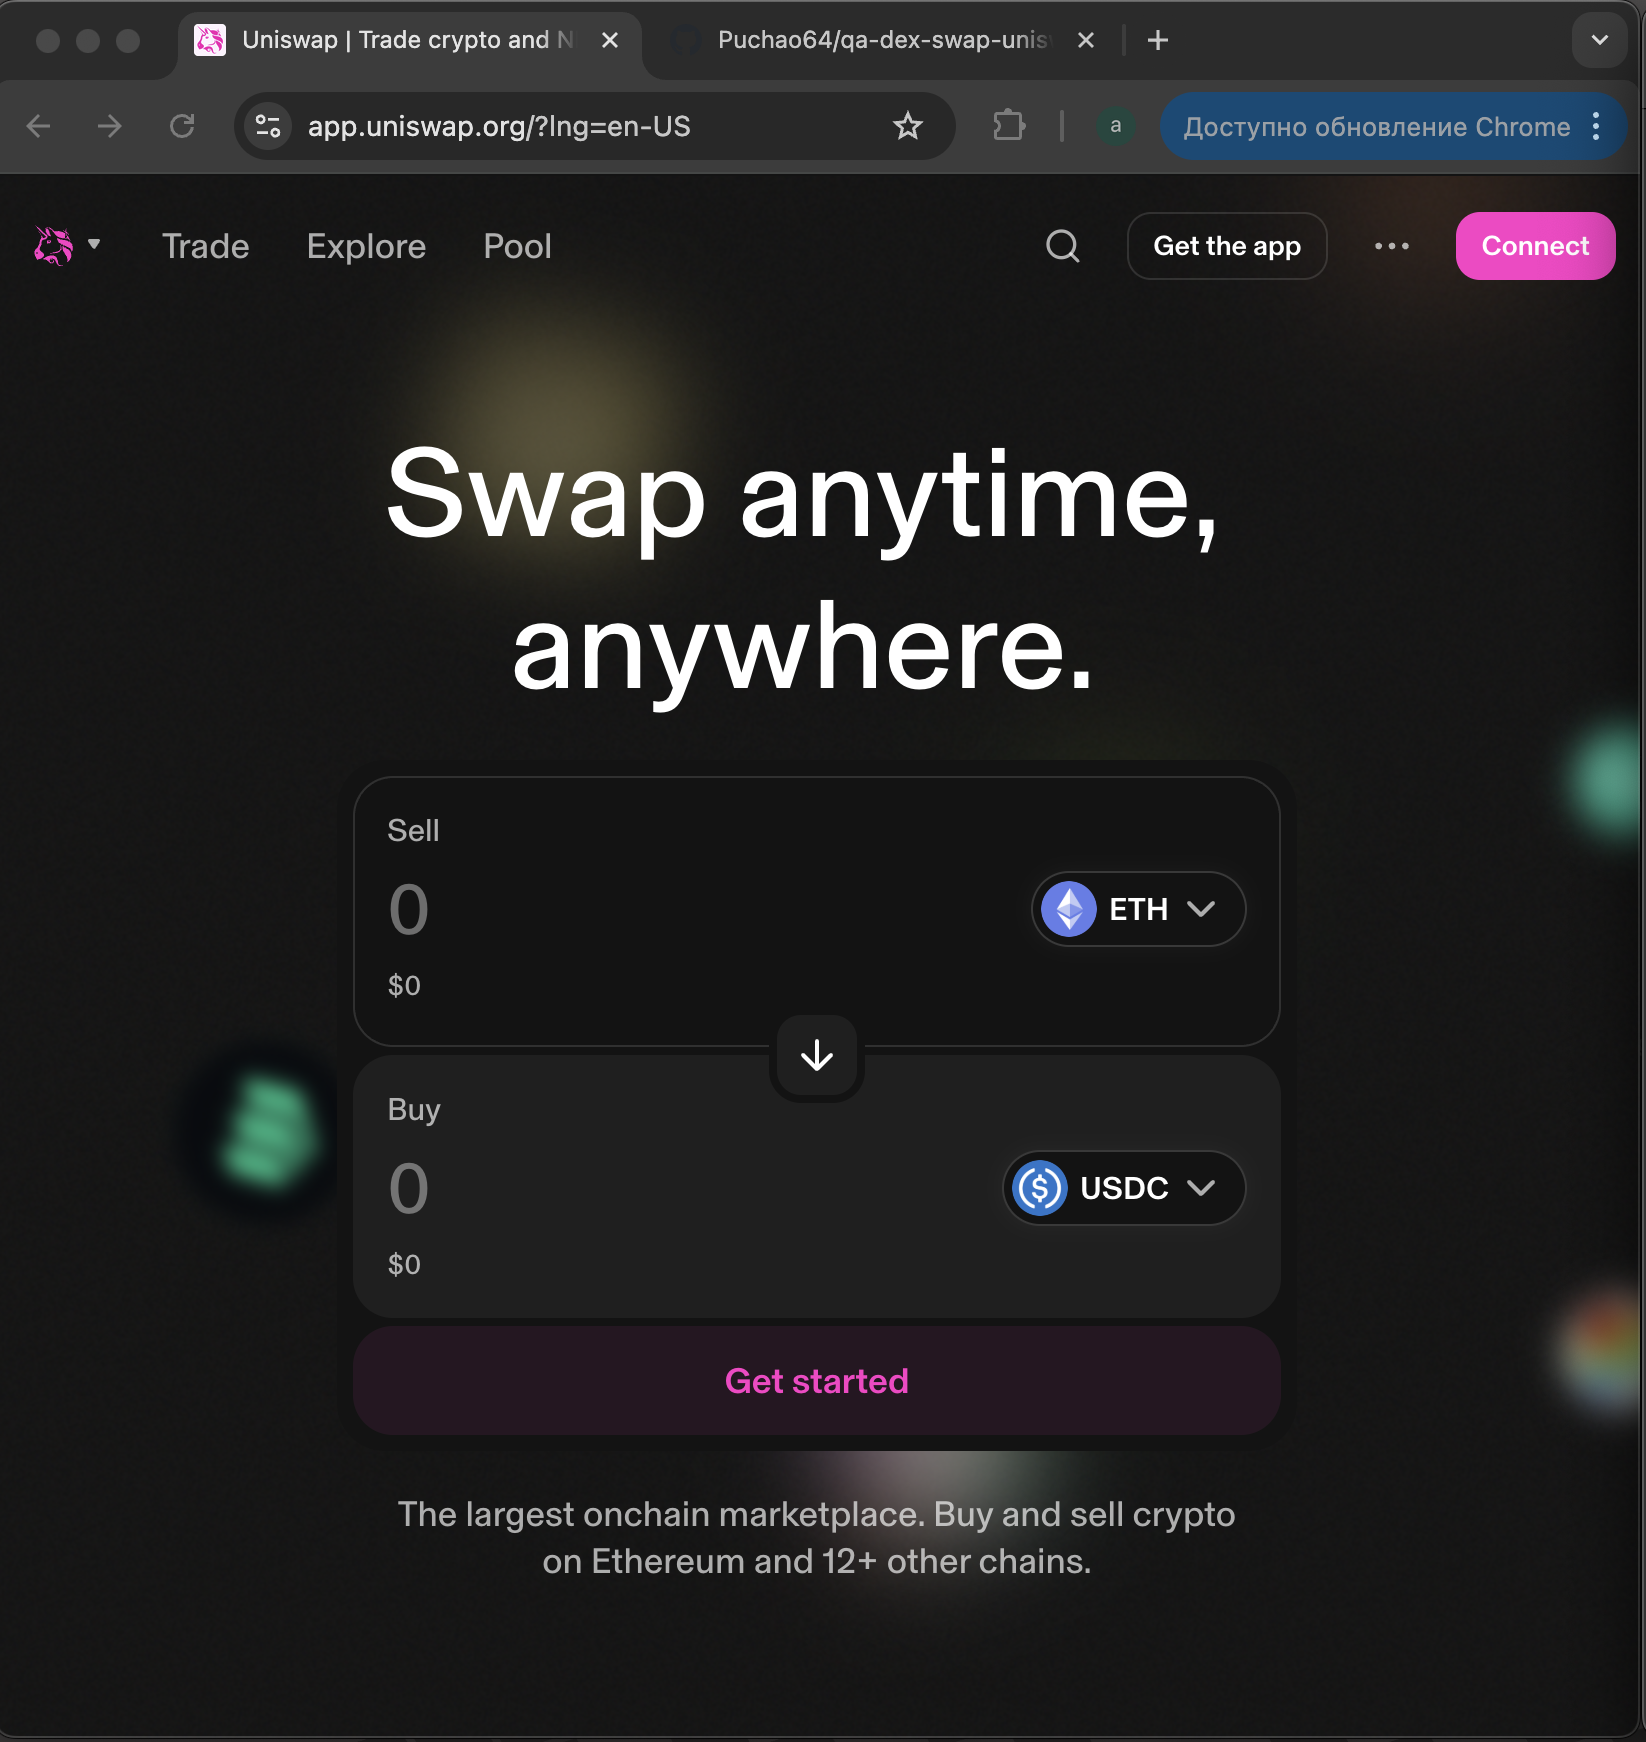 Uniswap | Trade crypto and N
Puchao64/qa-dex-swap-unis
app.uniswap.org/?lng=en-US
a
Доступно обновление Chrome
Trade
Explore
Pool
Get the app
Connect
Swap anytime,
anywhere.
Sell
0
ETH
$0
Buy
0
USDC
$0
Get started
The largest onchain marketplace. Buy and sell crypto
on Ethereum and 12+ other chains.